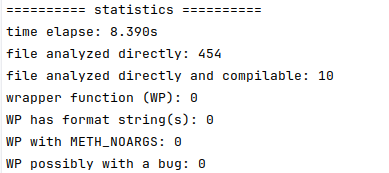 ========== statistics ==========
time elapse: 8.390s
file analyzed directly: 454
file analyzed directly and compilable: 10
wrapper function (WP): 0
WP has format string(s): 0
WP with METH_NOARGS: 0
WP possibly with a bug: 0